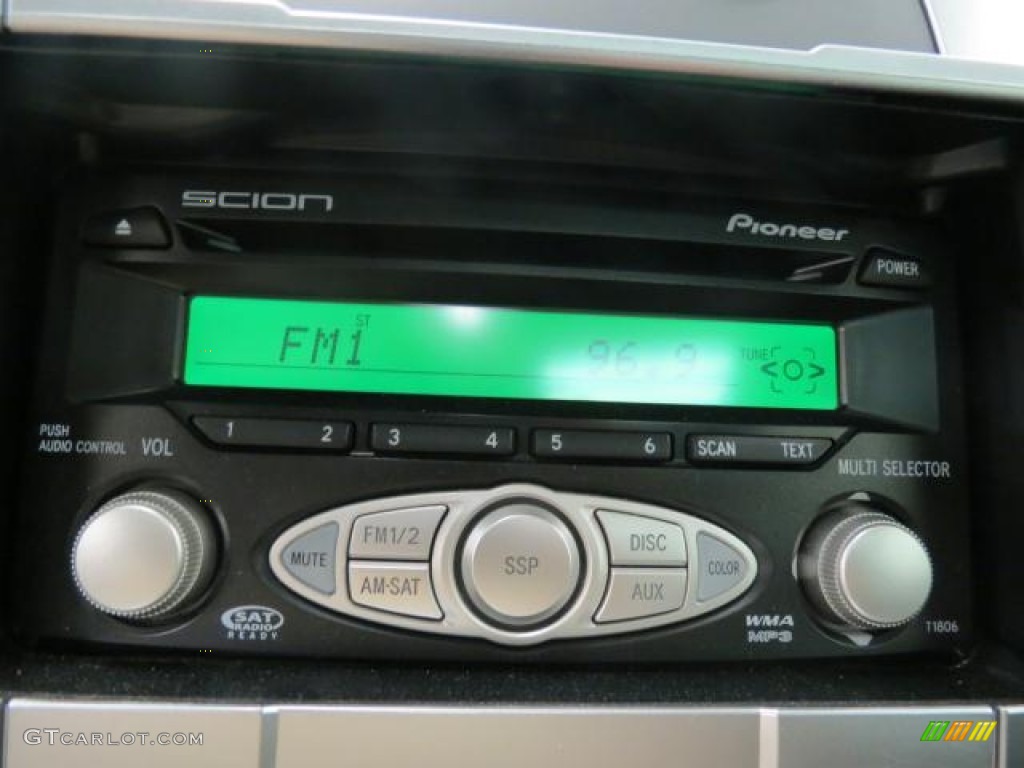 SCION
Pioneer
POWER
ST
FM1
96.9
TUNE
<O>
PUSH
AUDIO CONTROL
VOL
1 2
3 4
5 6
SCAN TEXT
MULTI SELECTOR
MUTE
FM1/2
AM-SAT
SSP
DISC
AUX
COLOR
SAT
RADIO
READY
WMA
MP3
T1806
GTCARLOT.COM